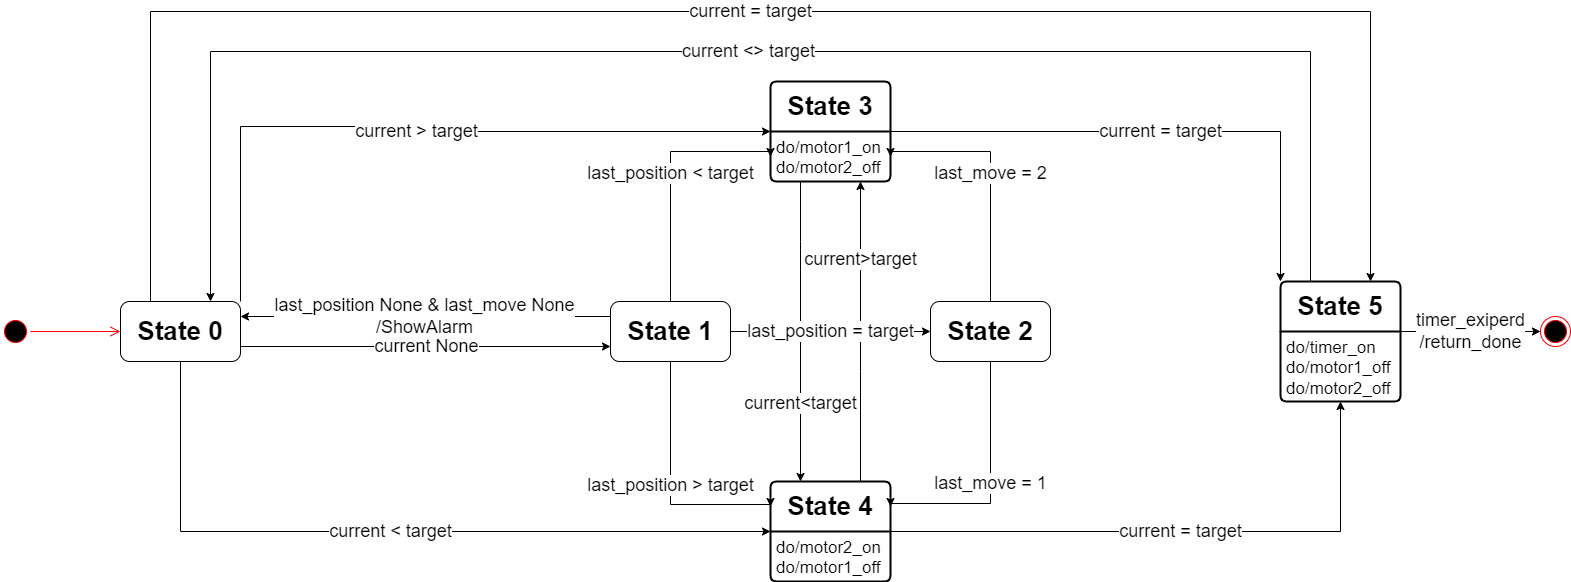 current = target
current <> target
State 3
current > target
current = target
do/motor1_on
do/motor2_off
last_position < target
last_move = 2
current>target
State 5
last_position None & last_move None
/ShowAlarm
State 0
State 1
last_position = target
State 2
timer_exiperd
/return_done
current None
do/timer_on
do/motor1_off
do/motor2_off
current<target
last_position > target
last_move = 1
State 4
current < target
current = target
do/motor2_on
do/motor1_off